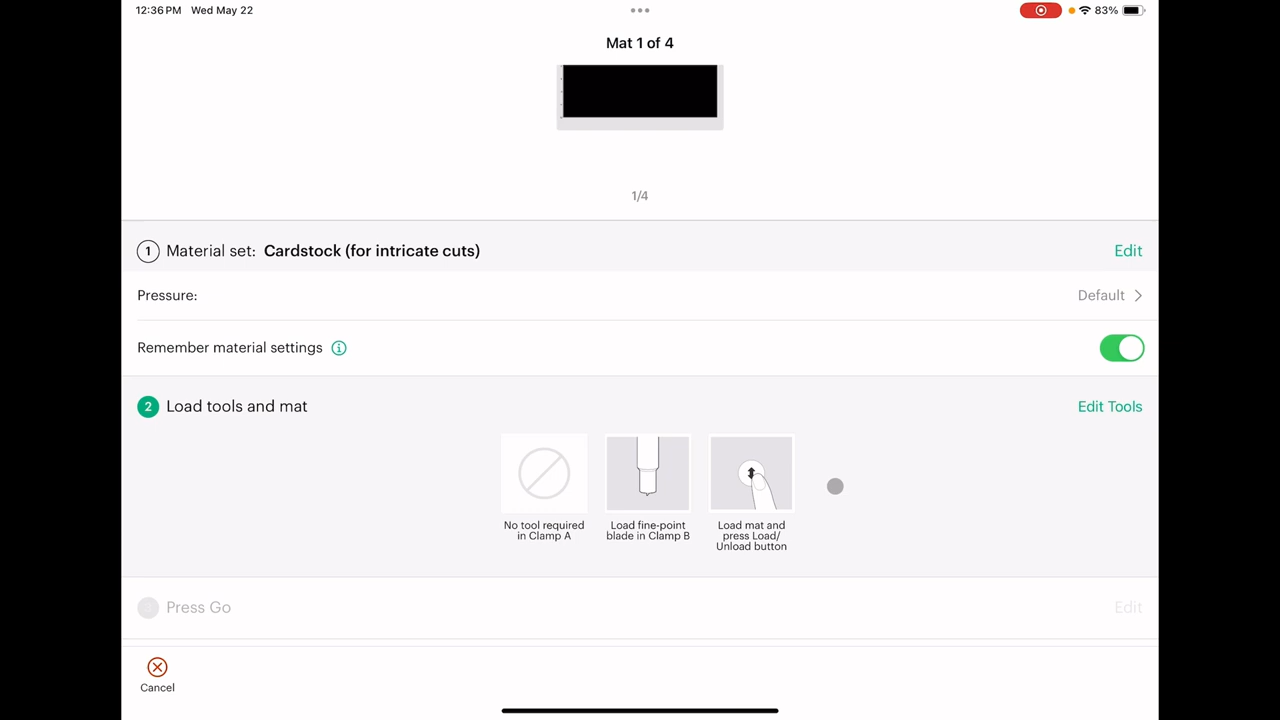 12:36 PM Wed May 22
83%
Mat 1 of 4
1/4
1 Material set: Cardstock (for intricate cuts) Edit
Pressure: Default
Remember material settings
2 Load tools and mat Edit Tools
No tool required
in Clamp A
Load fine-point
blade in Clamp B
Load mat and
press Load/
Unload button
Press Go Edit
Cancel